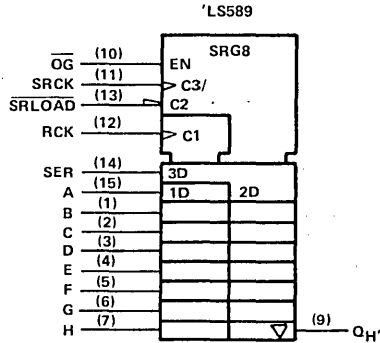 'LS589
SRG8
OG (10) EN
SRCK (11) C3/
SRLOAD (13) C2
RCK (12) C1
SER (14) 3D
A (15) 1D 2D
B (1)
C (2)
D (3)
E (4)
F (5)
G (6)
H (7) (9) QH'